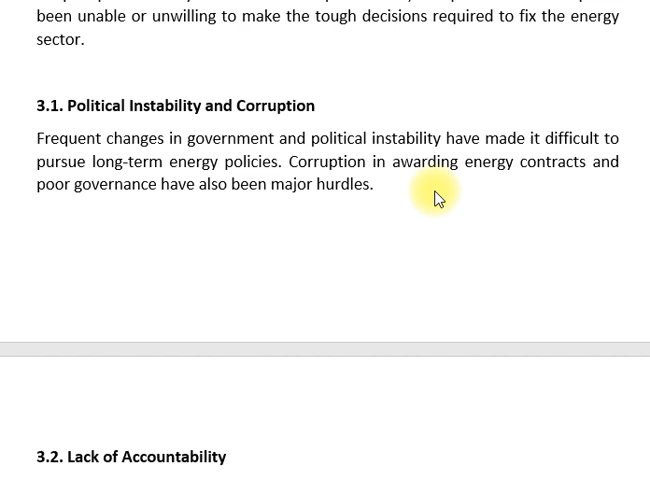 been unable or unwilling to make the tough decisions required to fix the energy
sector.
3.1. Political Instability and Corruption
Frequent changes in government and political instability have made it difficult to
pursue long-term energy policies. Corruption in awarding energy contracts and
poor governance have also been major hurdles.
3.2. Lack of Accountability